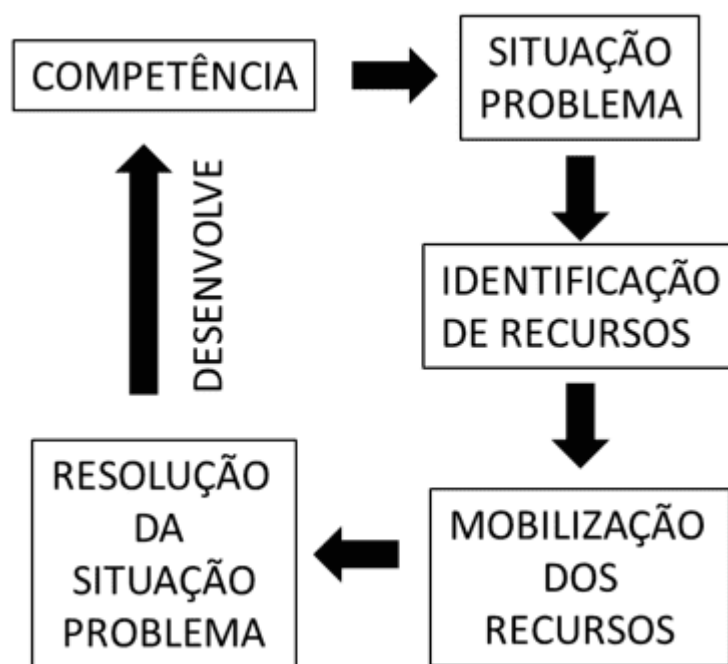 COMPETÊNCIA
SITUAÇÃO
PROBLEMA
IDENTIFICAÇÃO
DE RECURSOS
MOBILIZAÇÃO
DOS
RECURSOS
RESOLUÇÃO
DA
SITUAÇÃO
PROBLEMA
DESENVOLVE